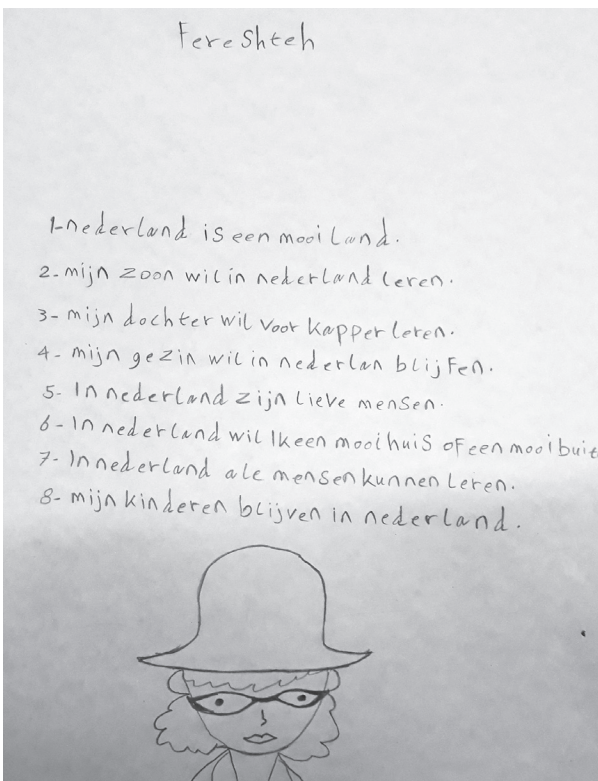 Fereshteh
1-nederland is een mooi land.
2- mijn zoon wil in nederland leren.
3- mijn dochter wil voor kapper leren.
4- mijn gezin wil in nederlan blijfen.
5- In nederland zijn lieve mensen.
6- In nederland wil Ik een mooi huis of een mooi buit
7- In nederland ale mensen kunnen leren.
8- mijn kinderen blijven in nederland.